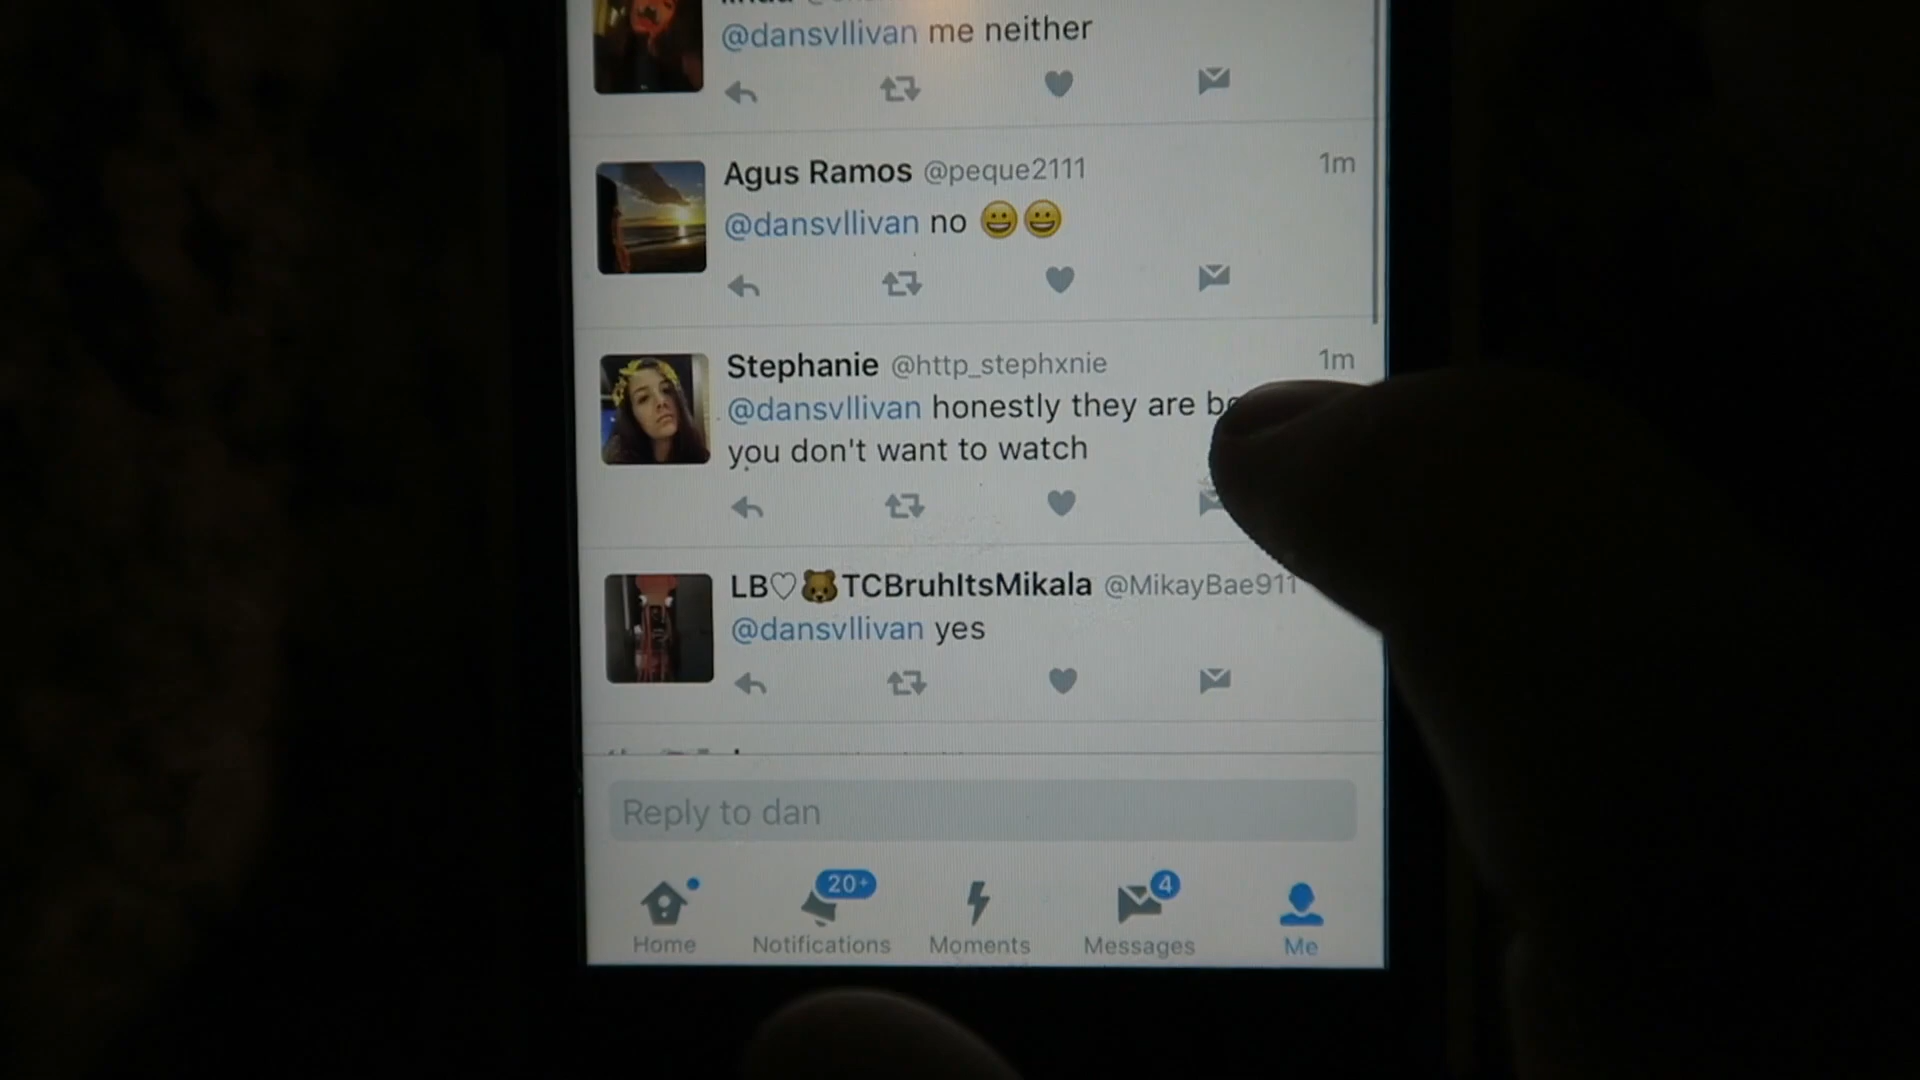 @dansvllivan me neither
Agus Ramos @peque2111 1m
@dansvllivan no 😀😀
Stephanie @http_stephxnie 1m
@dansvllivan honestly they are
you don't want to watch
LB♡🐻TCBruhItsMikala @MikayBae911
@dansvllivan yes
Reply to dan
20+
4
Home Notifications Moments Messages Me